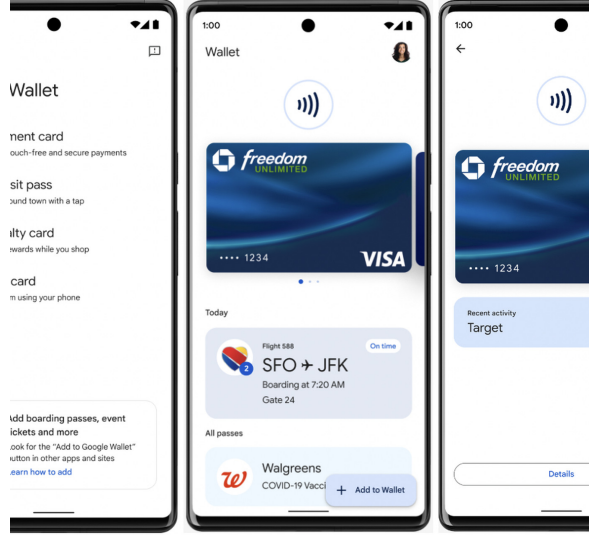 Wallet
ment card
ouch-free and secure payments
sit pass
ound town with a tap
lty card
ewards while you shop
card
n using your phone
Add boarding passes, event
tickets and more
Look for the “Add to Google Wallet”
button in other apps and sites
Learn how to add
1:00
Wallet
freedom
UNLIMITED
•••• 1234
VISA
Today
Flight 588
On time
SFO ✈ JFK
2
Boarding at 7:20 AM
Gate 24
All passes
W
Walgreens
COVID-19 Vacci
+ Add to Wallet
1:00
freedom
UNLIMITED
•••• 1234
Recent activity
Target
Details